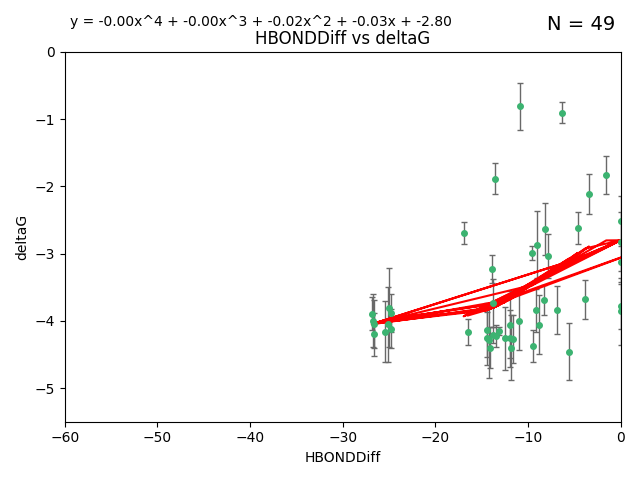 y = -0.00x^4 + -0.00x^3 + -0.02x^2 + -0.03x + -2.80
N = 49
HBONDDiff vs deltaG
0
−1
−2
−3
−4
−5
deltaG
−60 −50 −40 −30 −20 −10 0
HBONDDiff